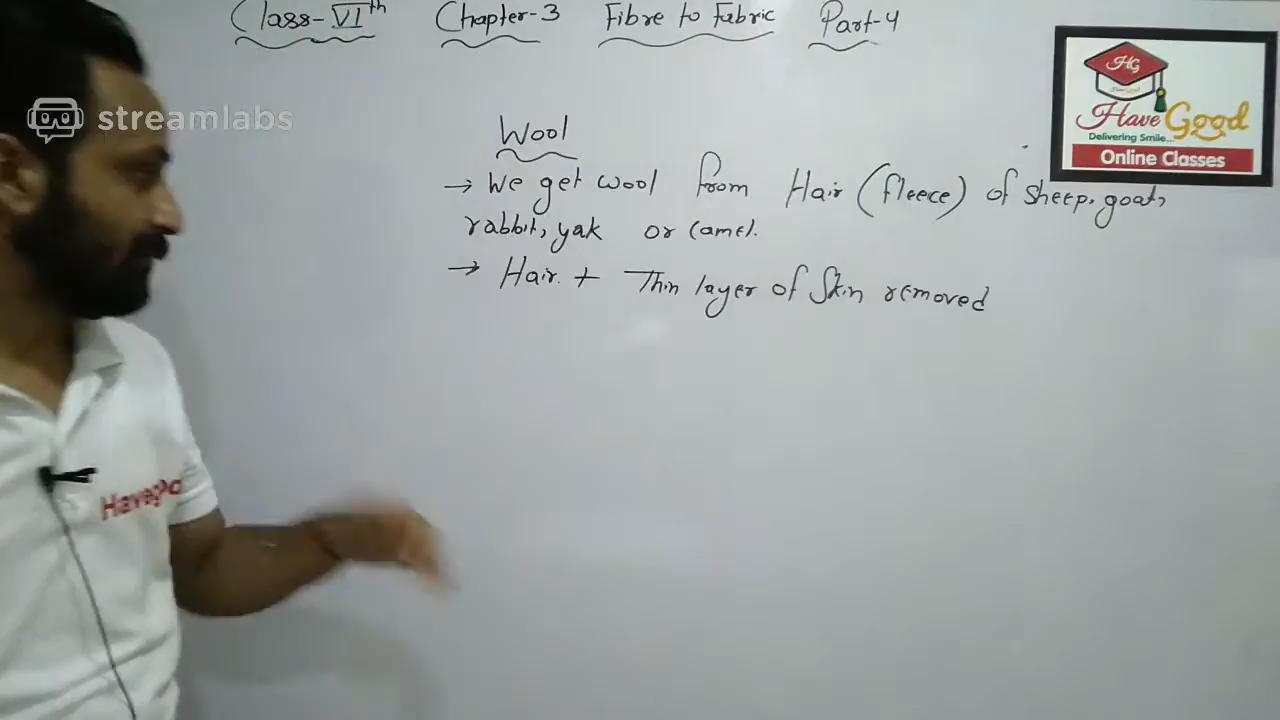 Class-VIth Chapter-3 Fibre to Fabric Part-4
streamlabs
HG
Have Good
Delivering Smile...
Online Classes
Wool
→ We get wool from Hair (fleece) of sheep, goat,
rabbit, yak or camel.
→ Hair + Thin layer of Skin removed
Havegood